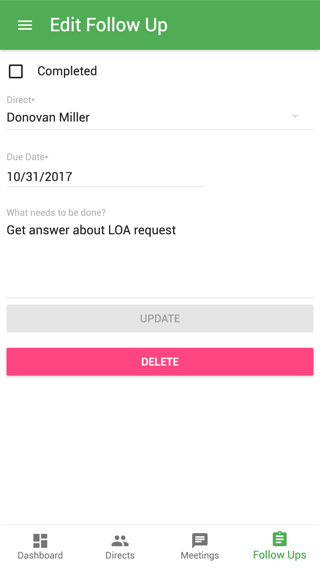 Edit Follow Up
Completed
Direct*
Donovan Miller
Due Date*
10/31/2017
What needs to be done?
Get answer about LOA request
UPDATE
DELETE
Dashboard
Directs
Meetings
Follow Ups